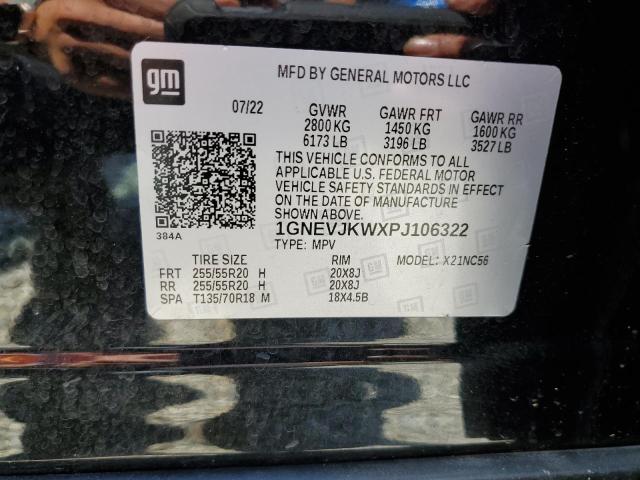 gm
MFD BY GENERAL MOTORS LLC
07/22 GVWR GAWR FRT GAWR RR
2800 KG 1450 KG 1600 KG
6173 LB 3196 LB 3527 LB
THIS VEHICLE CONFORMS TO ALL
APPLICABLE U.S. FEDERAL MOTOR
VEHICLE SAFETY STANDARDS IN EFFECT
ON THE DATE OF MANUFACTURE
SHOWN ABOVE.
384A
1GNEVJKWXPJ106322
TYPE: MPV MODEL: X21NC56
TIRE SIZE RIM
FRT 255/55R20 H 20X8J
RR 255/55R20 H 20X8J
SPA T135/70R18 M 18X4.5B